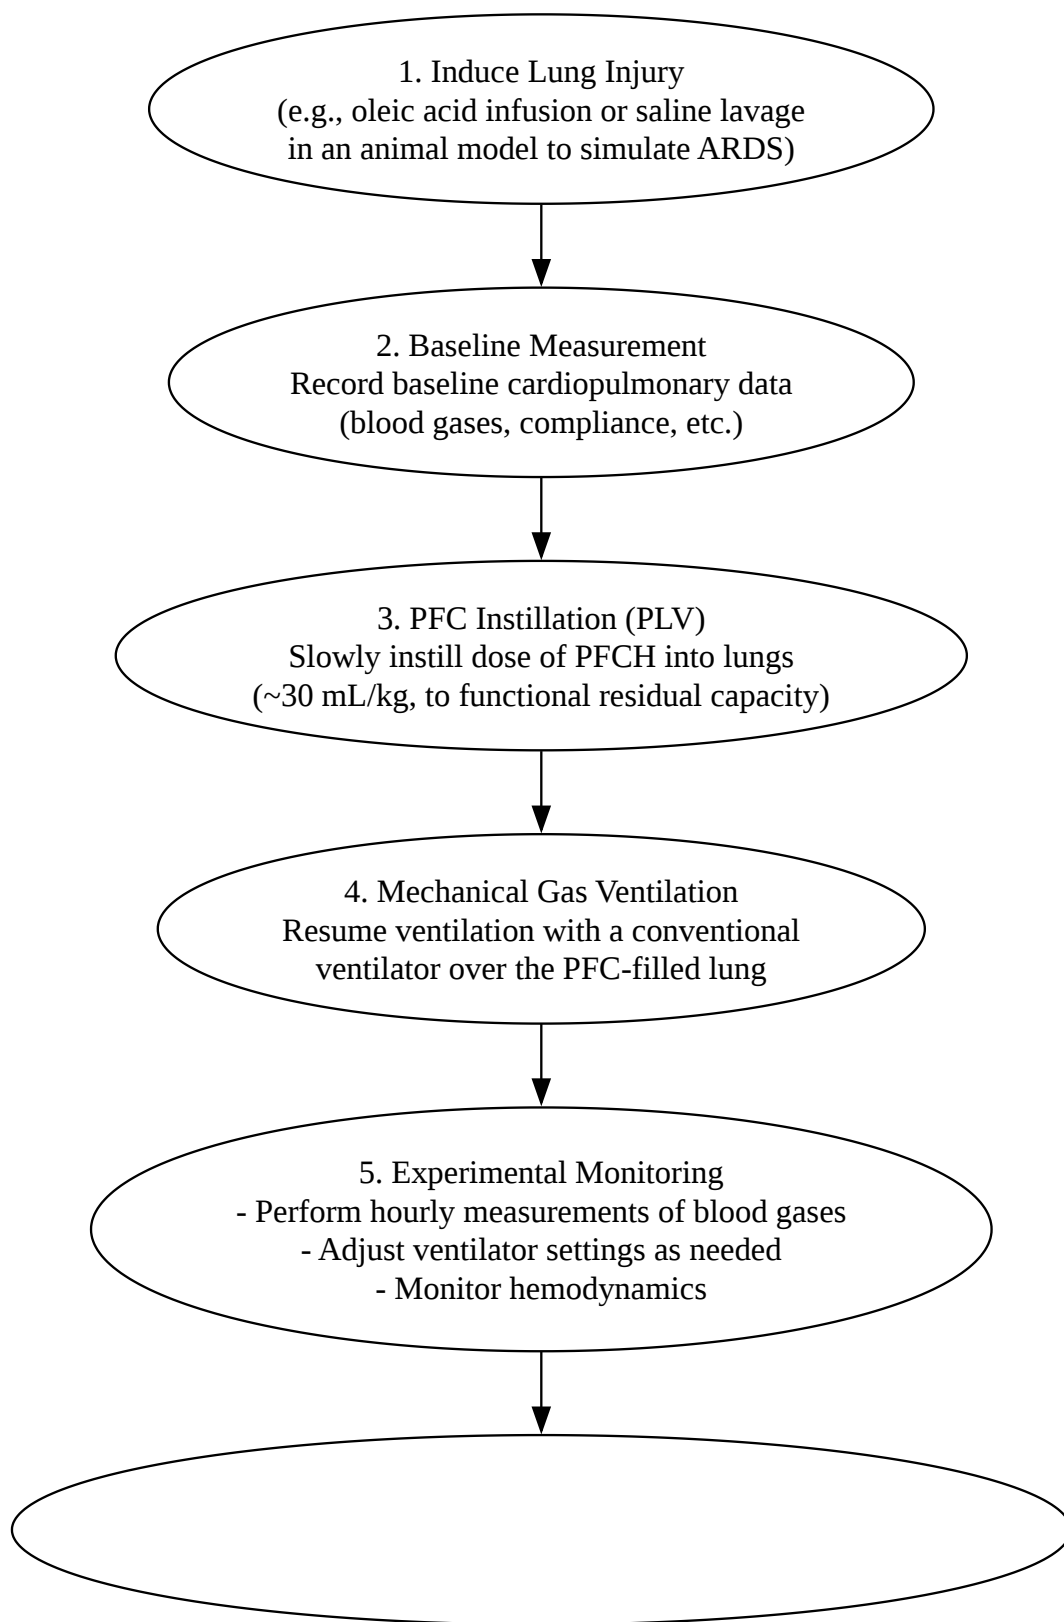 1. Induce Lung Injury
(e.g., oleic acid infusion or saline lavage
in an animal model to simulate ARDS)
2. Baseline Measurement
Record baseline cardiopulmonary data
(blood gases, compliance, etc.)
3. PFC Instillation (PLV)
Slowly instill dose of PFCH into lungs
(~30 mL/kg, to functional residual capacity)
4. Mechanical Gas Ventilation
Resume ventilation with a conventional
ventilator over the PFC-filled lung
5. Experimental Monitoring
- Perform hourly measurements of blood gases
- Adjust ventilator settings as needed
- Monitor hemodynamics